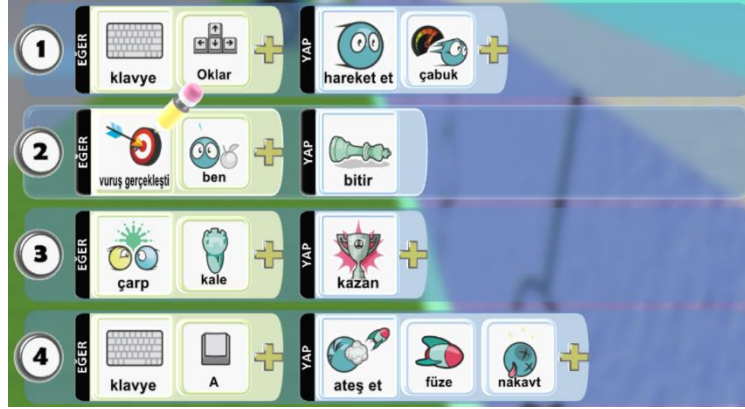 1 EĞER klavye Oklar YAP hareket et çabuk
2 EĞER vuruş gerçekleşti ben YAP bitir
3 EĞER çarp kale YAP kazan
4 EĞER klavye A YAP ateş et füze nakavt